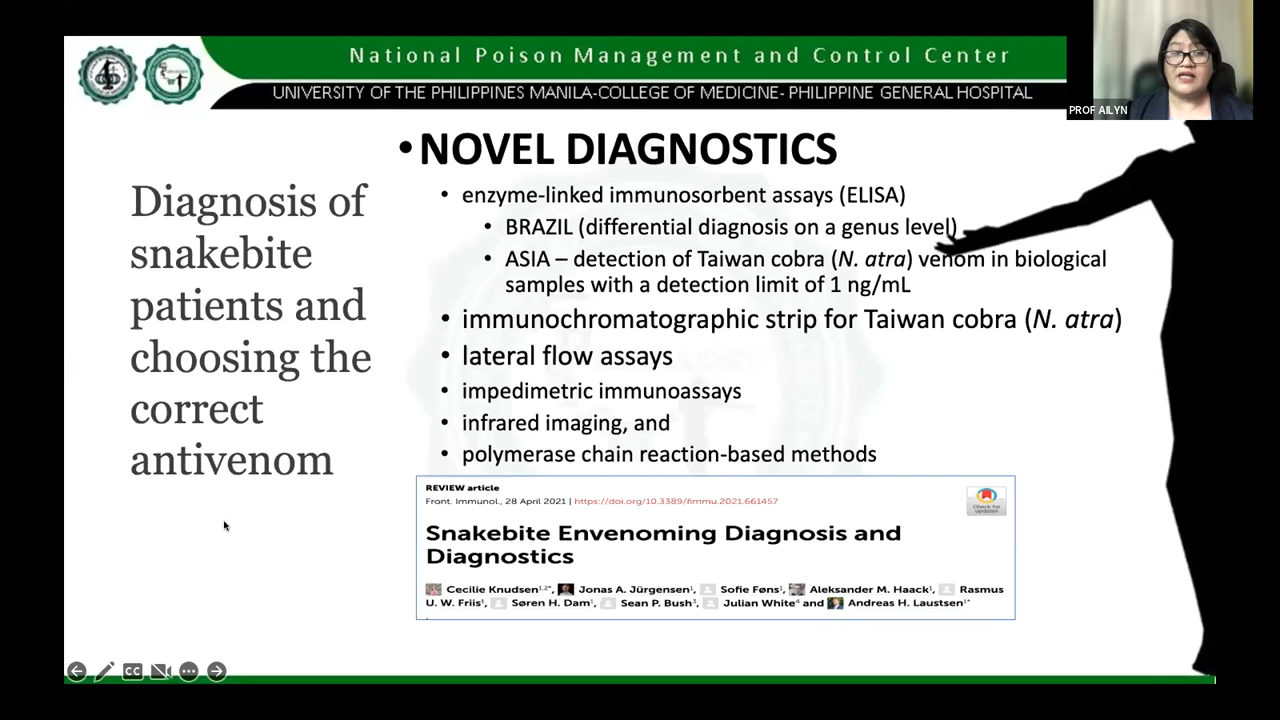 National Poison Management and Control Center
UNIVERSITY OF THE PHILIPPINES MANILA-COLLEGE OF MEDICINE- PHILIPPINE GENERAL HOSPITAL
PROF AILYN
Diagnosis of
snakebite
patients and
choosing the
correct
antivenom
• NOVEL DIAGNOSTICS
• enzyme-linked immunosorbent assays (ELISA)
• BRAZIL (differential diagnosis on a genus level)
• ASIA – detection of Taiwan cobra (N. atra) venom in biological
samples with a detection limit of 1 ng/mL
• immunochromatographic strip for Taiwan cobra (N. atra)
• lateral flow assays
• impedimetric immunoassays
• infrared imaging, and
• polymerase chain reaction-based methods
REVIEW article
Front. Immunol., 28 April 2021 | https://doi.org/10.3389/fimmu.2021.661457
Check for
updates
Snakebite Envenoming Diagnosis and
Diagnostics
Cecilie Knudsen1,2*, Jonas A. Jürgensen1, Sofie Føns1, Aleksander M. Haack1, Rasmus
U. W. Friis1, Søren H. Dam1, Sean P. Bush3, Julian White4 and Andreas H. Laustsen1*
CC